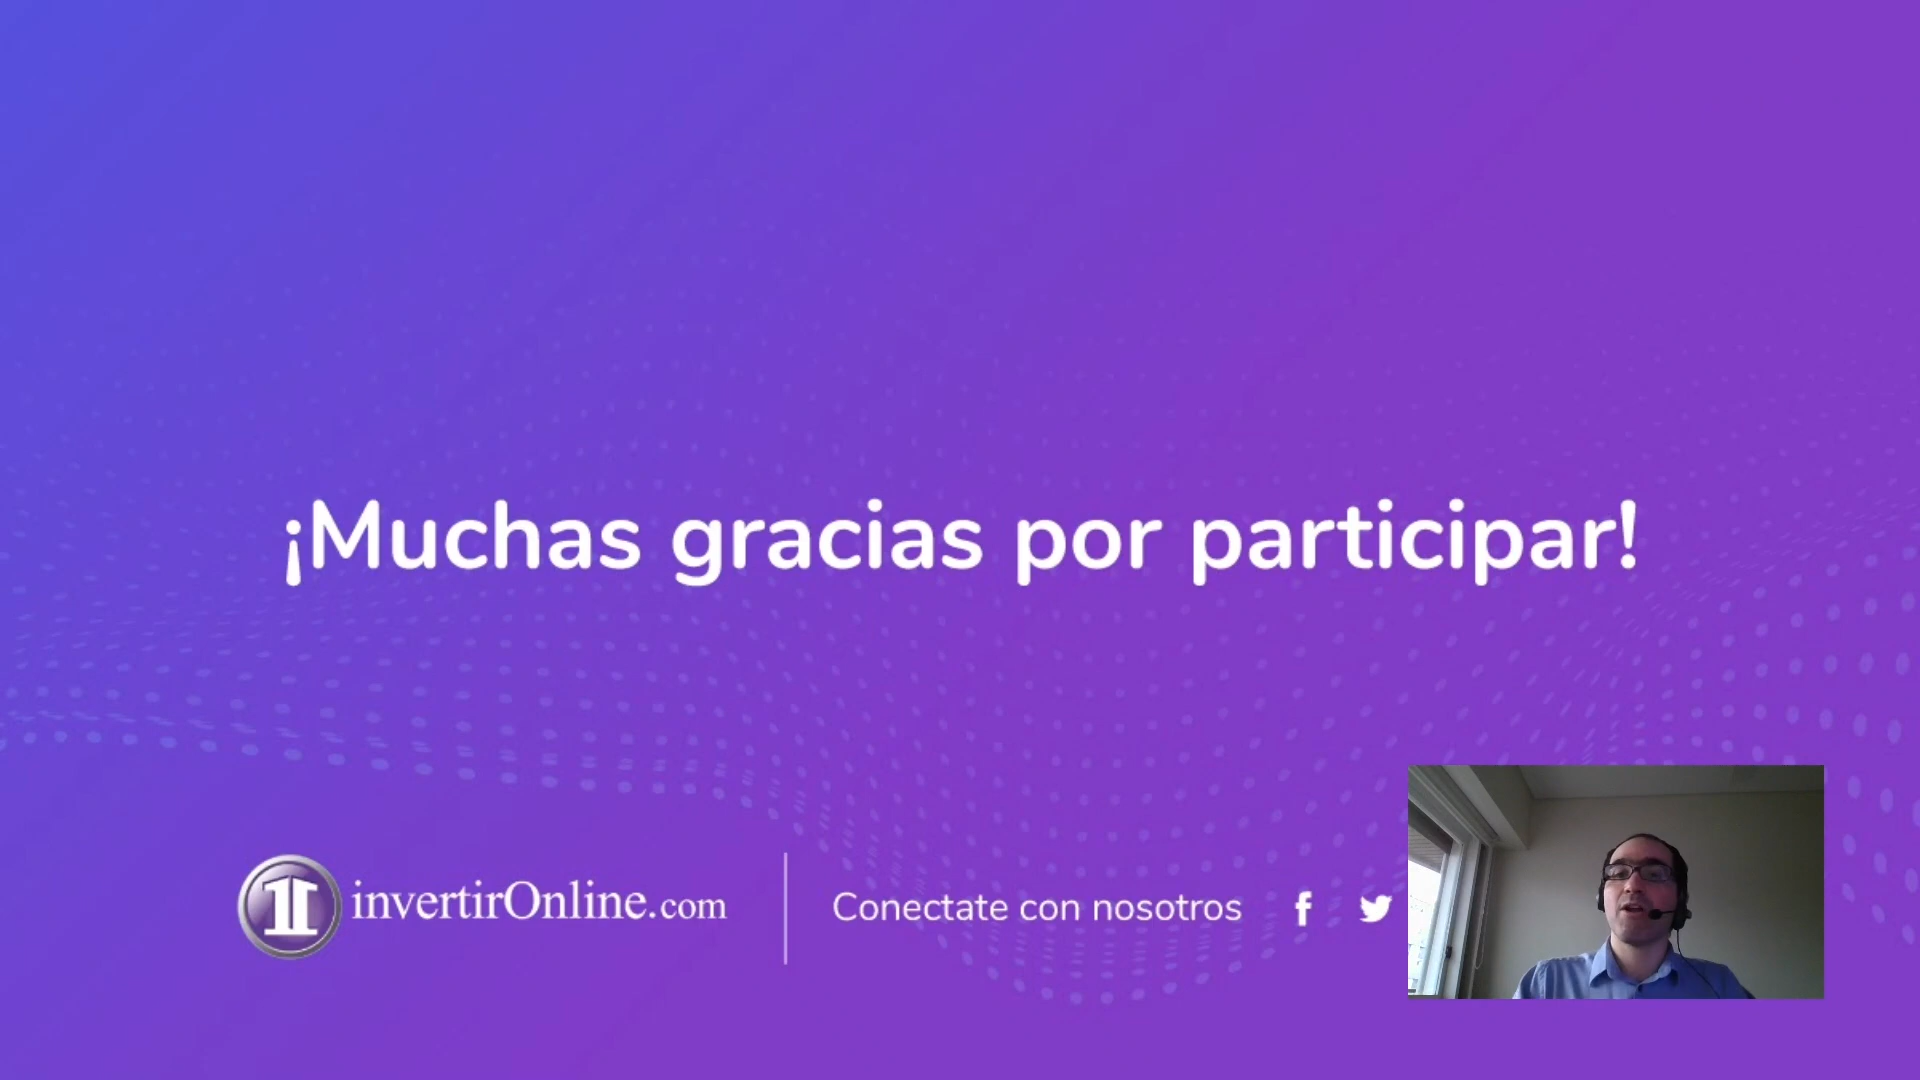 ¡Muchas gracias por participar!
invertirOnline.com
Conectate con nosotros